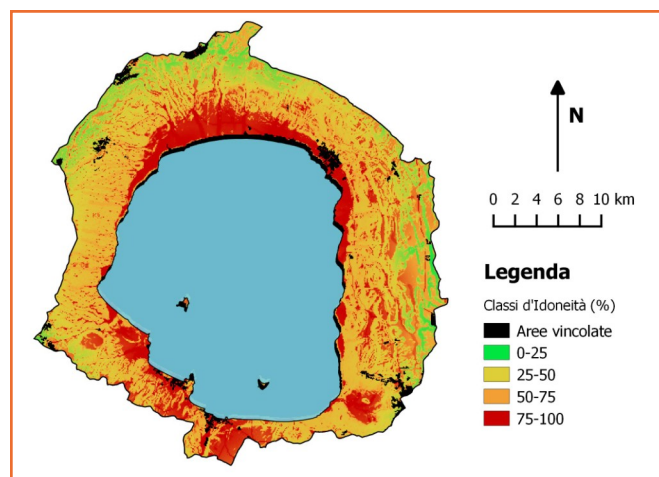 N
0 2 4 6 8 10 km
Legenda
Classi d'Idoneità (%)
Aree vincolate
0-25
25-50
50-75
75-100